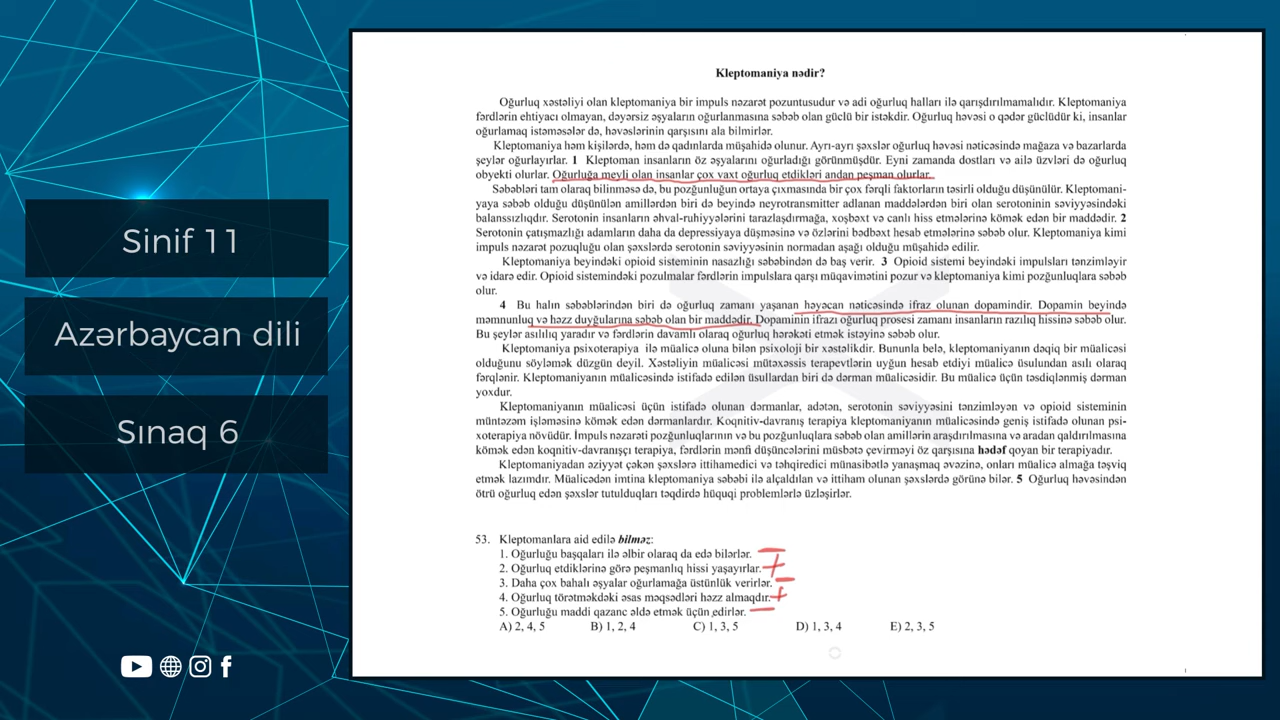 Sinif 11
Azərbaycan dili
Sınaq 6
Kleptomaniya nədir?
Oğurluq xəstəliyi olan kleptomaniya bir impuls nəzarət pozuntusudur və adi oğurluq halları ilə qarışdırılmamalıdır. Kleptomaniya
fərdlərin ehtiyacı olmayan, dəyərsiz əşyaların oğurlanmasına səbəb olan güclü bir istəkdir. Oğurluq həvəsi o qədər güclüdür ki, insanlar
oğurlamaq istəməsələr də, həvəslərinin qarşısını ala bilmirlər.
Kleptomaniya həm kişilərdə, həm də qadınlarda müşahidə olunur. Ayrı-ayrı şəxslər oğurluq həvəsi nəticəsində mağaza və bazarlarda
şeylər oğurlayırlar. 1 Kleptoman insanların öz əşyalarını oğurladığı görünmüşdür. Eyni zamanda dostları və ailə üzvləri də oğurluq
obyekti olurlar. Oğurluğa meyli olan insanlar çox vaxt oğurluq etdikləri andan peşman olurlar.
Səbəbləri tam olaraq bilinməsə də, bu pozğunluğun ortaya çıxmasında bir çox fərqli faktorların təsirli olduğu düşünülür. Kleptomani-
yaya səbəb olduğu düşünülən amillərdən biri də beyində neyrotransmitter adlanan maddələrdən biri olan serotoninin səviyyəsindəki
balanssızlıqdır. Serotonin insanların əhval-ruhiyyələrini tarazlaşdırmağa, xoşbəxt və canlı hiss etmələrinə kömək edən bir maddədir. 2
Serotonin çatışmazlığı adamların daha da depressiyaya düşməsinə və özlərini bədbəxt hesab etmələrinə səbəb olur. Kleptomaniya kimi
impuls nəzarət pozuqluğu olan şəxslərdə serotonin səviyyəsinin normadan aşağı olduğu müşahidə edilir.
Kleptomaniya beyindəki opioid sisteminin nasazlığı səbəbindən də baş verir. 3 Opioid sistemi beyindəki impulsları tənzimləyir
və idarə edir. Opioid sistemindəki pozulmalar fərdlərin impulslara qarşı müqavimətini pozur və kleptomaniya kimi pozğunluqlara səbəb
olur.
4 Bu halın səbəblərindən biri də oğurluq zamanı yaşanan həyəcan nəticəsində ifraz olunan dopamindir. Dopamin beyində
məmnunluq və həzz duyğularına səbəb olan bir maddədir. Dopaminin ifrazı oğurluq prosesi zamanı insanların razılıq hissinə səbəb olur.
Bu şeylər asılılıq yaradır və fərdlərin davamlı olaraq oğurluq hərəkəti etmək istəyinə səbəb olur.
Kleptomaniya psixoterapiya ilə müalicə oluna bilən psixoloji bir xəstəlikdir. Bununla belə, kleptomaniyanın dəqiq bir müalicəsi
olduğunu söyləmək düzgün deyil. Xəstəliyin müalicəsi mütəxəssis terapevtlərin uyğun hesab etdiyi müalicə üsulundan asılı olaraq
fərqlənir. Kleptomaniyanın müalicəsində istifadə edilən üsullardan biri də dərman müalicəsidir. Bu müalicə üçün təsdiqlənmiş dərman
yoxdur.
Kleptomaniyanın müalicəsi üçün istifadə olunan dərmanlar, adətən, serotonin səviyyəsini tənzimləyən və opioid sisteminin
müntəzəm işləməsinə kömək edən dərmanlardır. Koqnitiv-davranış terapiya kleptomaniyanın müalicəsində geniş istifadə olunan psi-
xoterapiya növüdür. İmpuls nəzarəti pozğunluqlarının və bu pozğunluqlara səbəb olan amillərin araşdırılmasına və aradan qaldırılmasına
kömək edən koqnitiv-davranışçı terapiya, fərdlərin mənfi düşüncələrini müsbətə çevirməyi öz qarşısına hədəf qoyan bir terapiyadır.
Kleptomaniyadan əziyyət çəkən şəxslərə ittihamedici və təhqiredici münasibətlə yanaşmaq əvəzinə, onları müalicə almağa təşviq
etmək lazımdır. Müalicədən imtina kleptomaniya səbəbi ilə alçaldılan və ittiham olunan şəxslərdə görünə bilər. 5 Oğurluq həvəsindən
ötrü oğurluq edən şəxslər tutulduqları təqdirdə hüquqi problemlərlə üzləşirlər.
53. Kleptomanlara aid edilə bilməz:
1. Oğurluğu başqaları ilə əlbir olaraq da edə bilərlər. –
2. Oğurluq etdiklərinə görə peşmanlıq hissi yaşayırlar. +
3. Daha çox bahalı əşyalar oğurlamağa üstünlük verirlər. –
4. Oğurluq törətməkdəki əsas məqsədləri həzz almaqdır. +
5. Oğurluğu maddi qazanc əldə etmək üçün edirlər. –
A) 2, 4, 5 B) 1, 2, 4 C) 1, 3, 5 D) 1, 3, 4 E) 2, 3, 5